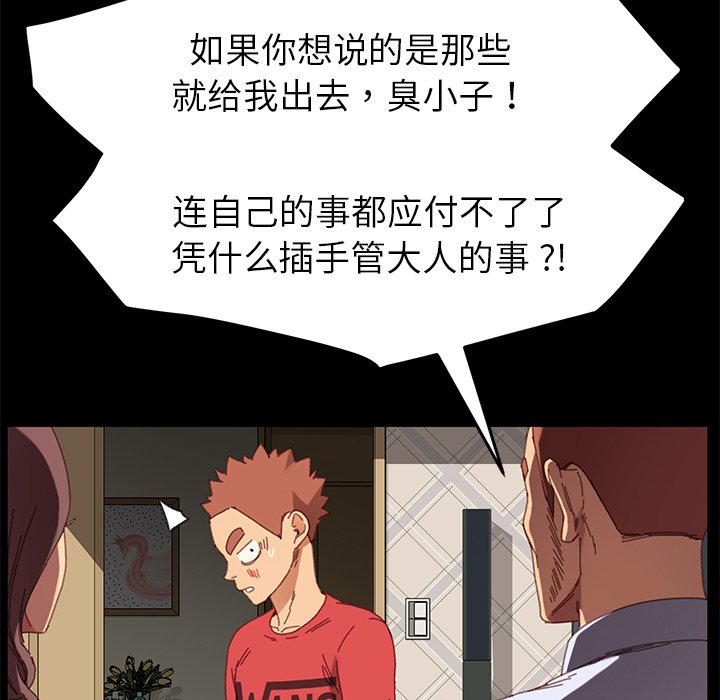 如果你想说的是那些
就给我出去，臭小子！
连自己的事都应付不了了
凭什么插手管大人的事?!
WANS